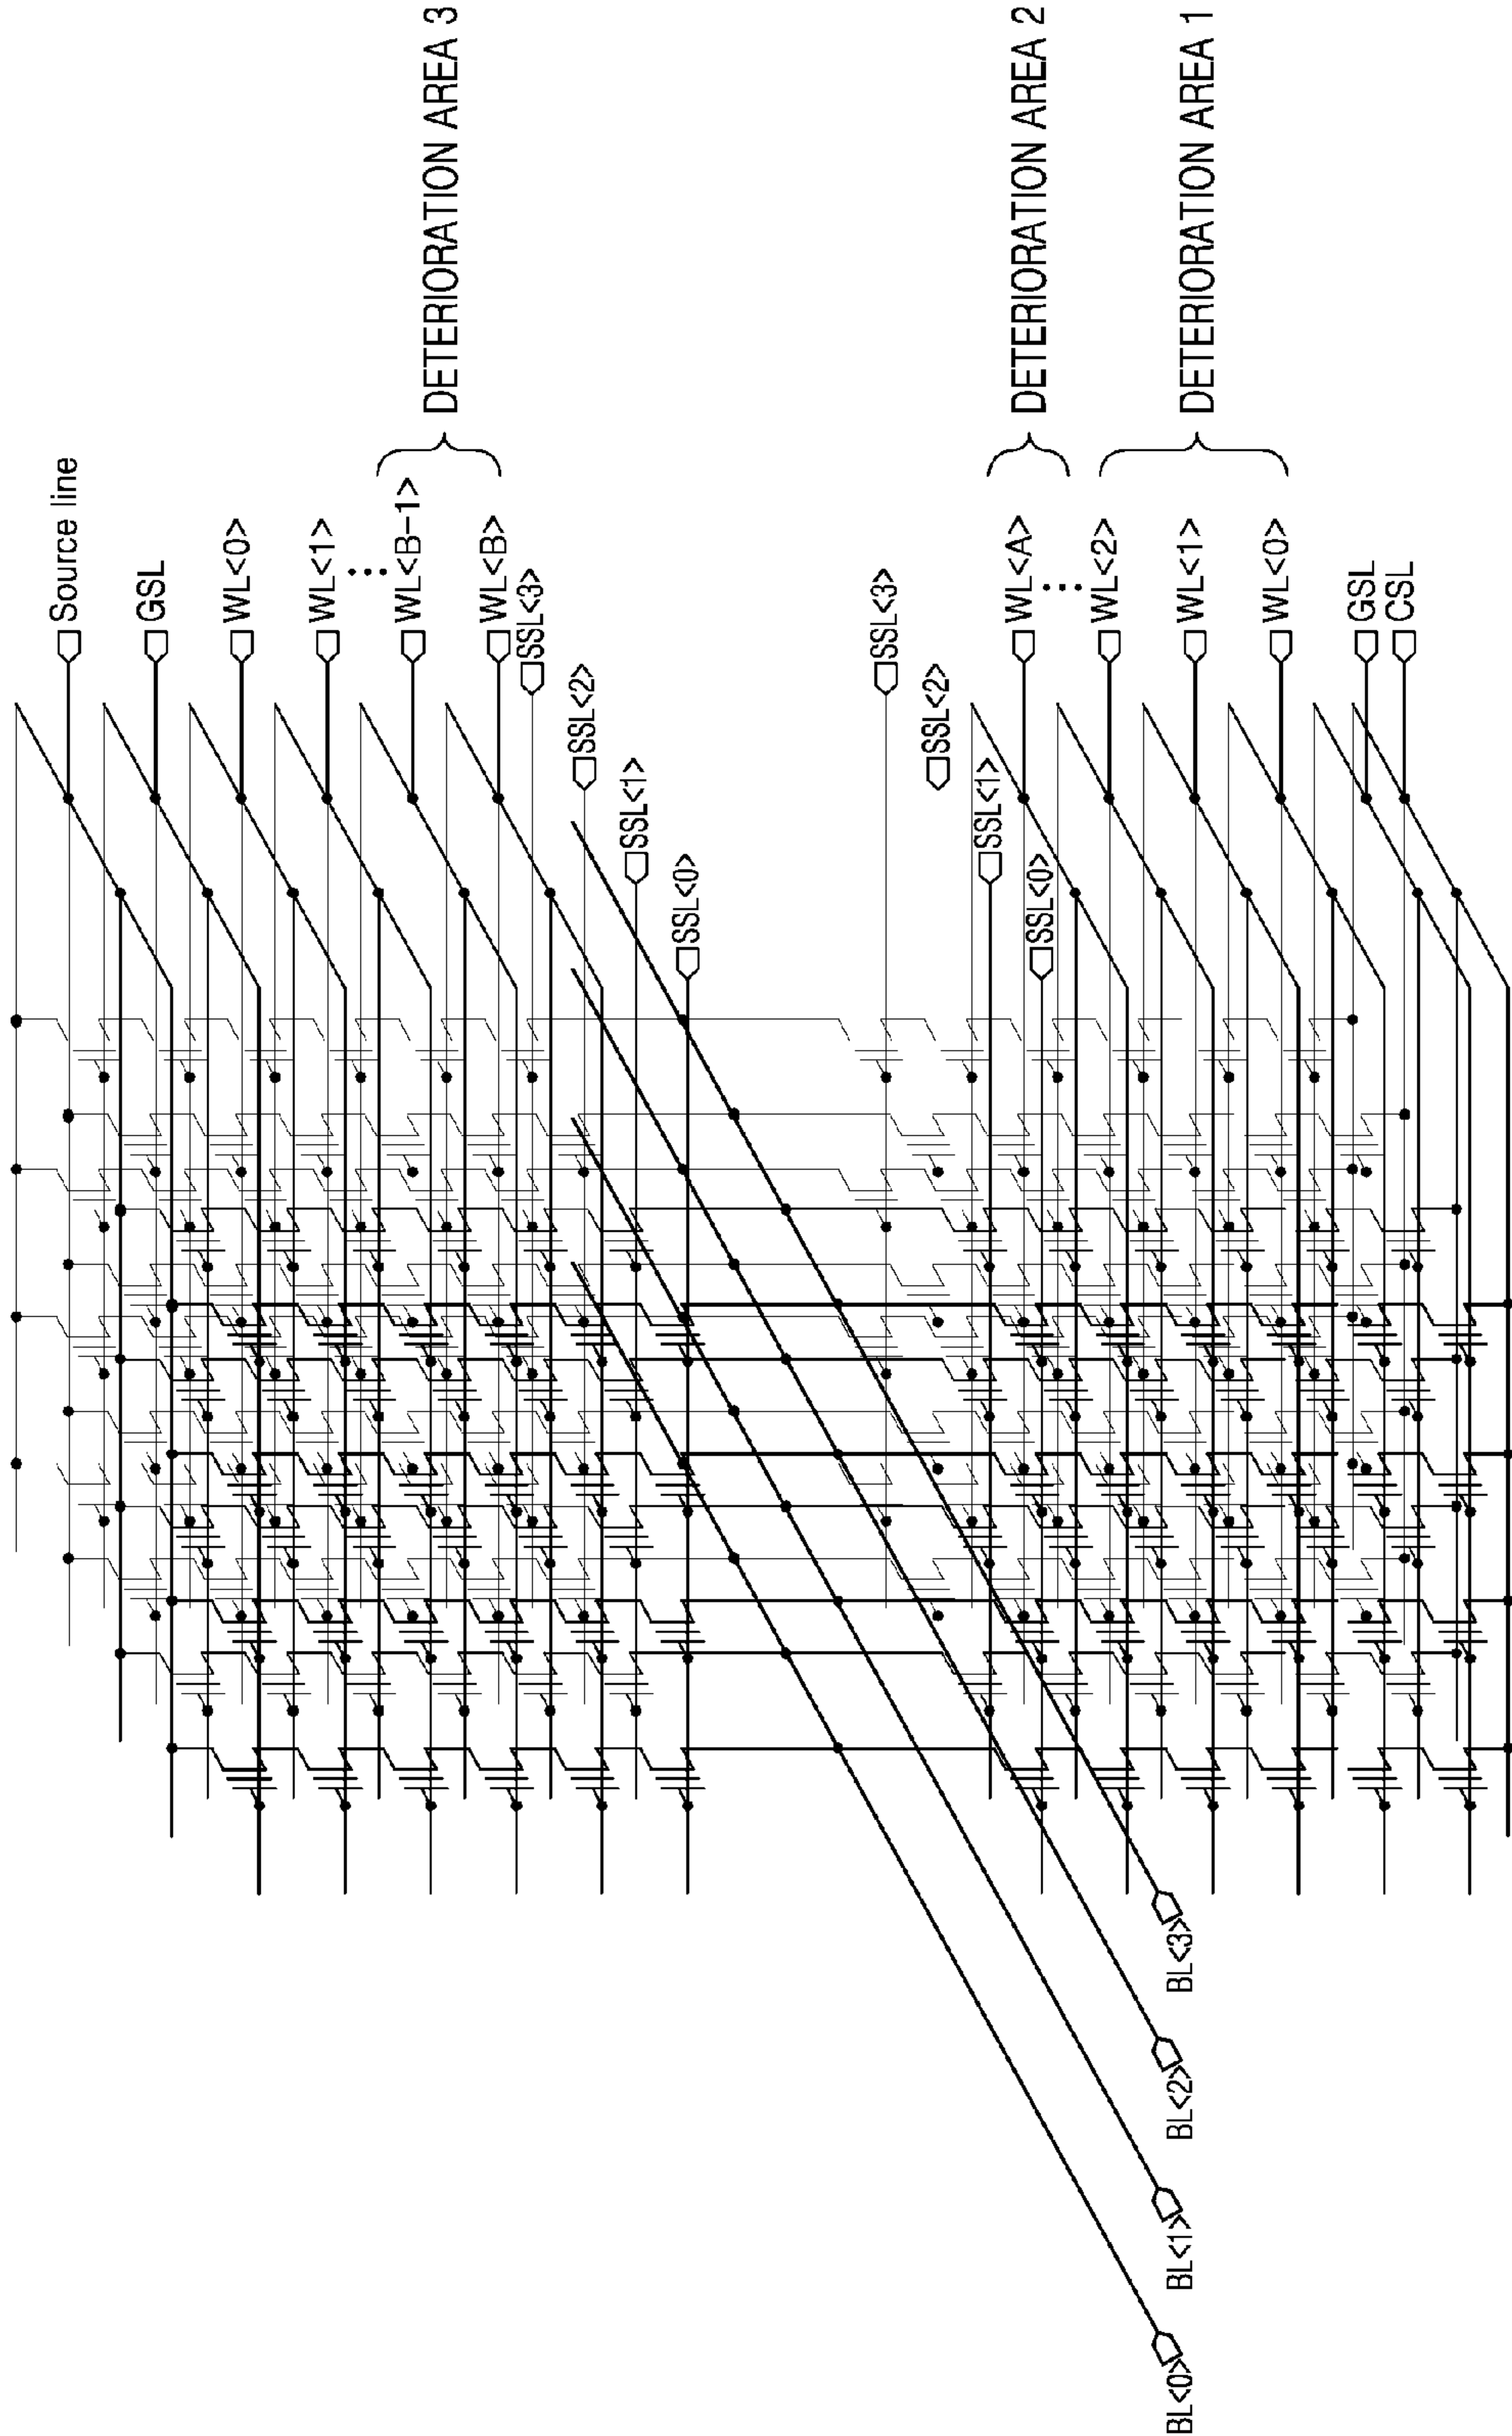 Source line
GSL
WL<0>
WL<1>
⋮
WL<B-1>
WL<B>
SSL<3>
SSL<2>
SSL<1>
SSL<0>
DETERIORATION AREA 3
SSL<3>
SSL<2>
SSL<1>
SSL<0>
WL<A>
⋮
WL<2>
WL<1>
WL<0>
GSL
CSL
DETERIORATION AREA 2
DETERIORATION AREA 1
BL<3>
BL<2>
BL<1>
BL<0>